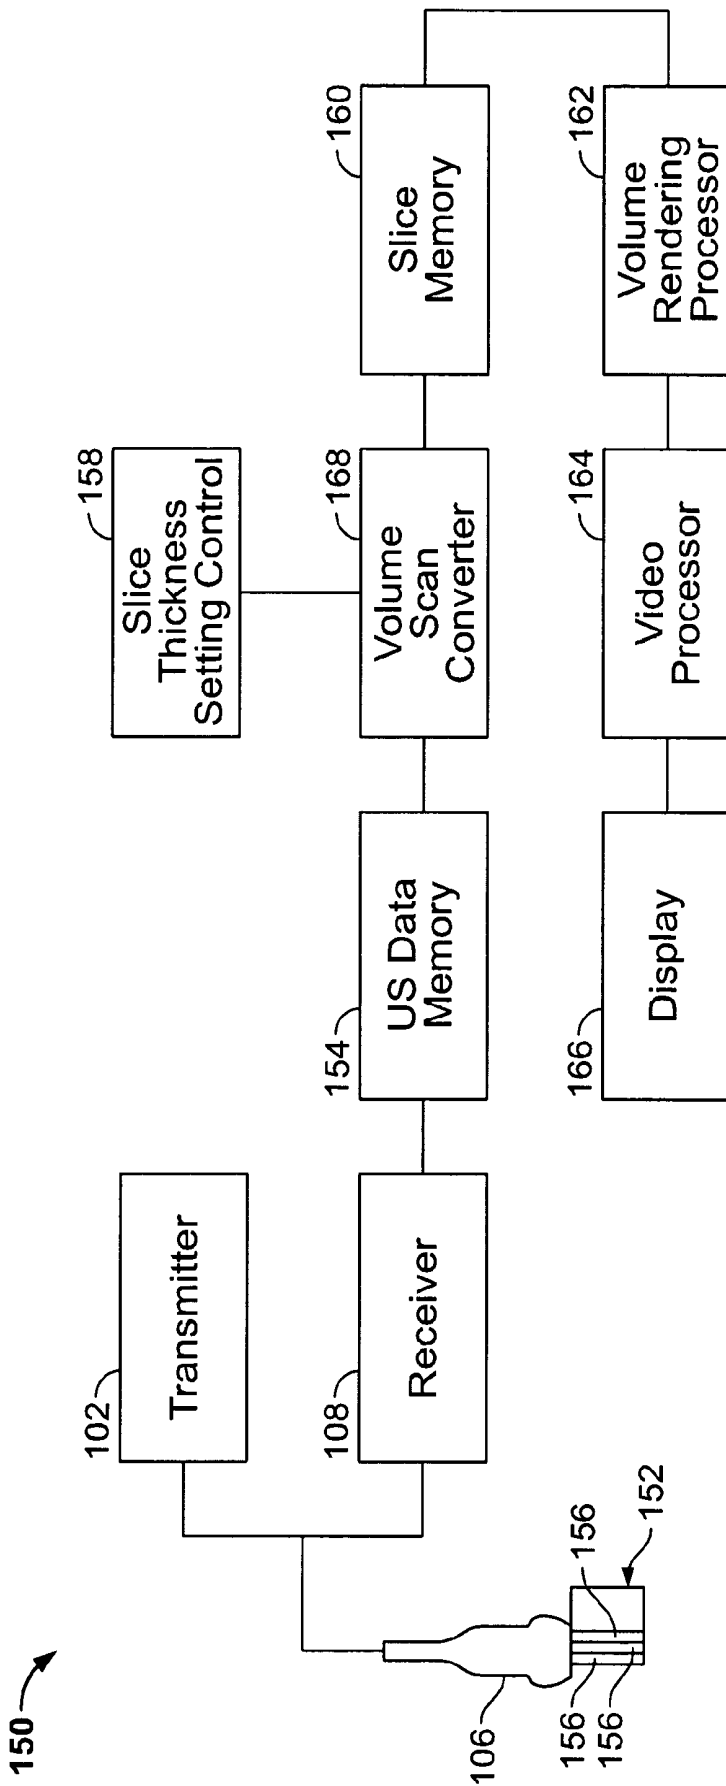 150
102
Transmitter
158
Slice
Thickness
Setting Control
108
Receiver
154
US Data
Memory
168
Volume
Scan
Converter
160
Slice
Memory
106
156
156
156
152
166
Display
164
Video
Processor
162
Volume
Rendering
Processor